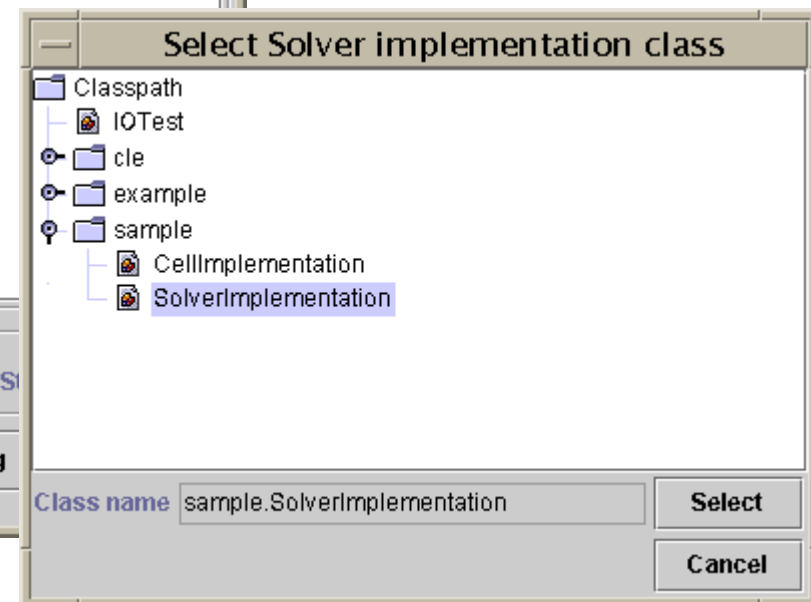 Select Solver implementation class
Classpath
IOTest
cle
example
sample
CellImplementation
SolverImplementation
Class name sample.SolverImplementation Select
Cancel